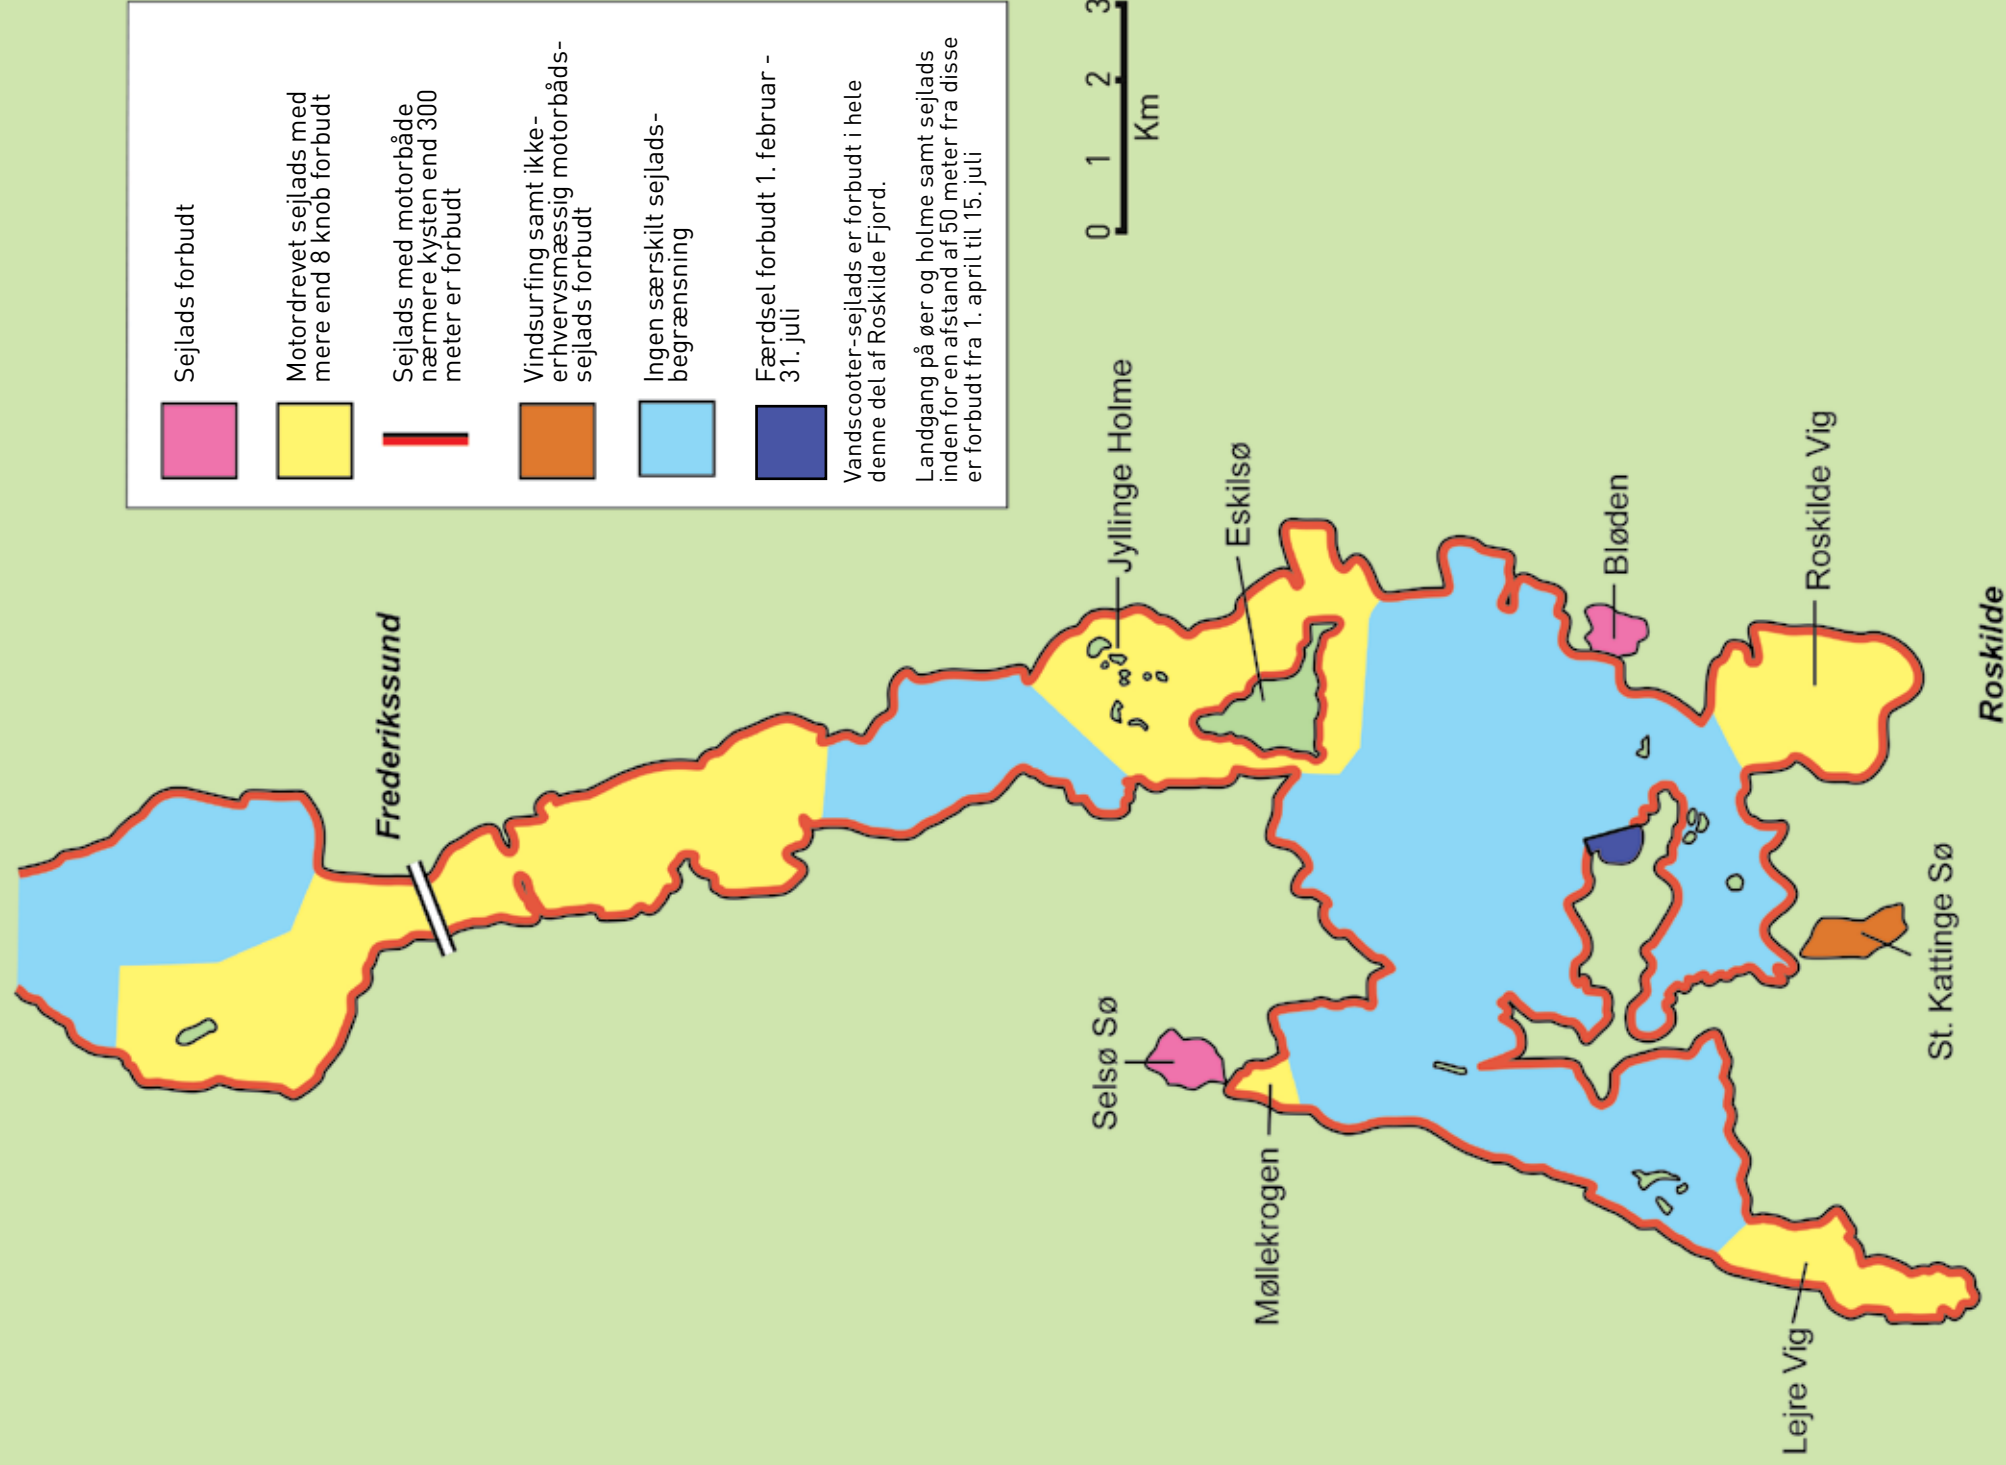 Sejlads forbudt
Motordrevet sejlads med
mere end 8 knob forbudt
Sejlads med motorbåde
nærmere kysten end 300
meter er forbudt
Vindsurfing samt ikke-
erhvervsmæssig motorbåds-
sejlads forbudt
Ingen særskilt sejlads-
begrænsning
Færdsel forbudt 1. februar -
31. juli
Vandscooter-sejlads er forbudt i hele
denne del af Roskilde Fjord.
Landgang på øer og holme samt sejlads
inden for en afstand af 50 meter fra disse
er forbudt fra 1. april til 15. juli
0 1 2 3
Km
Frederikssund
Jyllinge Holme
Eskilsø
Selsø Sø
Møllekrogen
Bløden
Roskilde Vig
St. Kattinge Sø
Lejre Vig
Roskilde